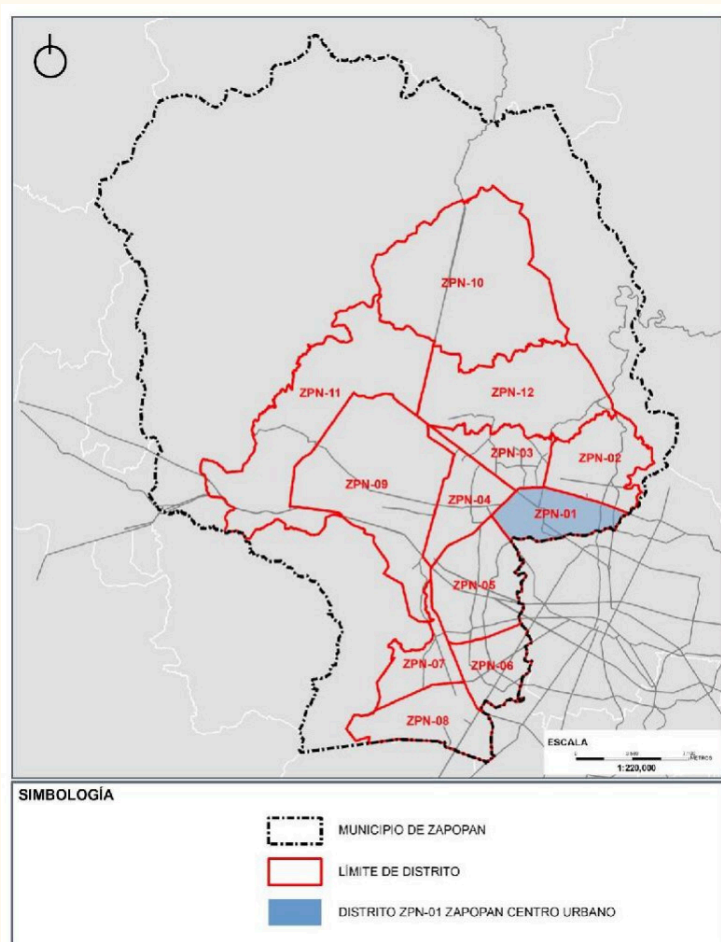 ZPN-10
ZPN-11
ZPN-12
ZPN-03
ZPN-02
ZPN-09
ZPN-04
ZPN-01
ZPN-05
ZPN-07
ZPN-06
ZPN-08
ESCALA
METROS
1:220,000
SIMBOLOGÍA
MUNICIPIO DE ZAPOPAN
LÍMITE DE DISTRITO
DISTRITO ZPN-01 ZAPOPAN CENTRO URBANO